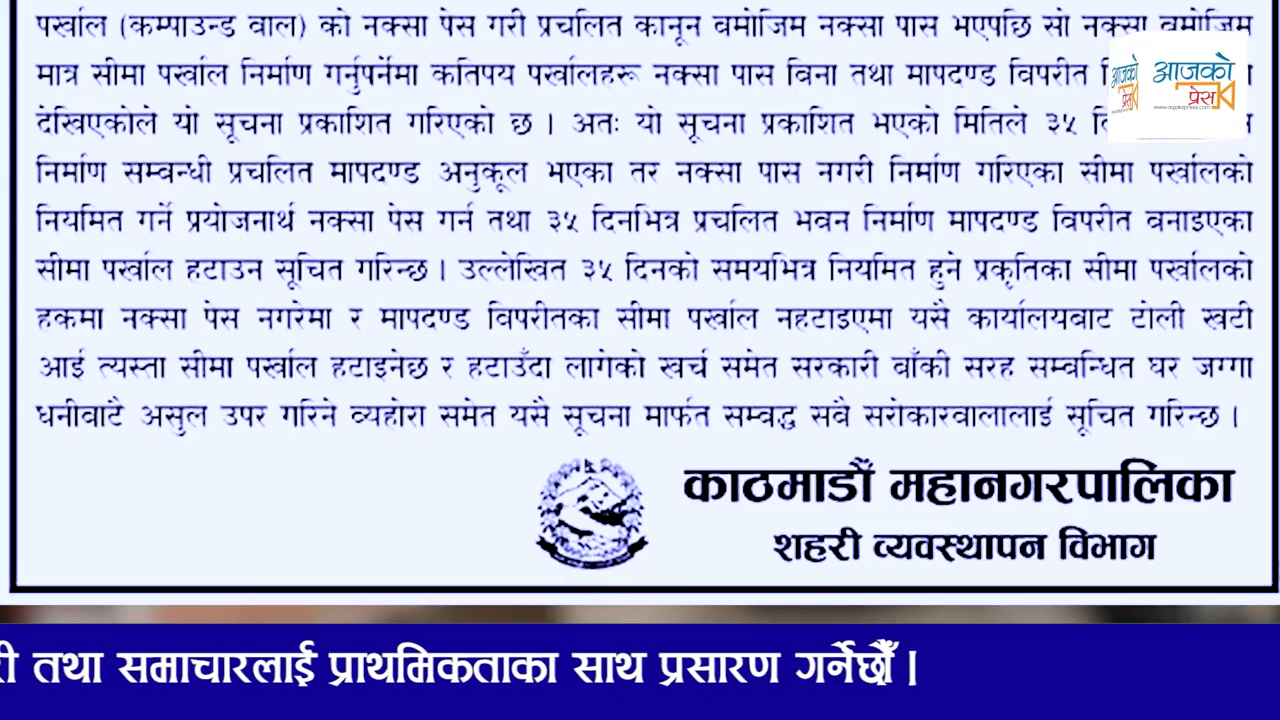 पर्खाल (कम्पाउन्ड वाल) को नक्सा पेस गरी प्रचलित कानून बमोजिम नक्सा पास भएपछि सो नक्सा बमोजिम
मात्र सीमा पर्खाल निर्माण गर्नुपर्नेमा कतिपय पर्खालहरू नक्सा पास विना तथा मापदण्ड विपरीत
देखिएकोले यो सूचना प्रकाशित गरिएको छ । अतः यो सूचना प्रकाशित भएको मितिले ३५
निर्माण सम्बन्धी प्रचलित मापदण्ड अनुकूल भएका तर नक्सा पास नगरी निर्माण गरिएका सीमा पर्खालको
नियमित गर्ने प्रयोजनार्थ नक्सा पेस गर्न तथा ३५ दिनभित्र प्रचलित भवन निर्माण मापदण्ड विपरीत बनाइएका
सीमा पर्खाल हटाउन सूचित गरिन्छ । उल्लेखित ३५ दिनको समयभित्र नियमित हुने प्रकृतिका सीमा पर्खालको
हकमा नक्सा पेस नगरेमा र मापदण्ड विपरीतका सीमा पर्खाल नहटाइएमा यसै कार्यालयबाट टोली खटी
आई त्यस्ता सीमा पर्खाल हटाइनेछ र हटाउँदा लागेको खर्च समेत सरकारी बाँकी सरह सम्बन्धित घर जग्गा
धनीबाटै असुल उपर गरिने व्यहोरा समेत यसै सूचना मार्फत सम्बद्ध सबै सरोकारवालालाई सूचित गरिन्छ ।
आजको प्रेस
आजको प्रेस
www.aajakopress.com
काठमाडौँ महानगरपालिका
शहरी व्यवस्थापन विभाग
री तथा समाचारलाई प्राथमिकताका साथ प्रसारण गर्नेछौँ ।